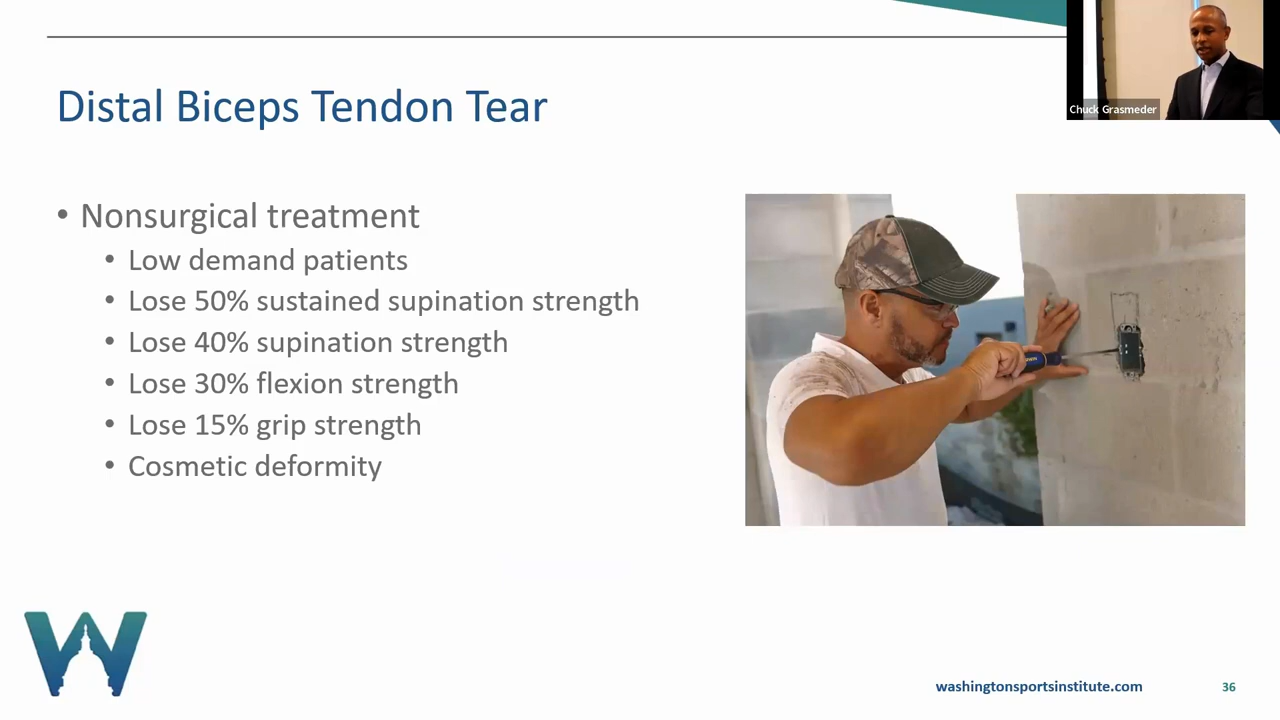 Chuck Grasmeder
Distal Biceps Tendon Tear
• Nonsurgical treatment
• Low demand patients
• Lose 50% sustained supination strength
• Lose 40% supination strength
• Lose 30% flexion strength
• Lose 15% grip strength
• Cosmetic deformity
W
washingtonsportsinstitute.com
36